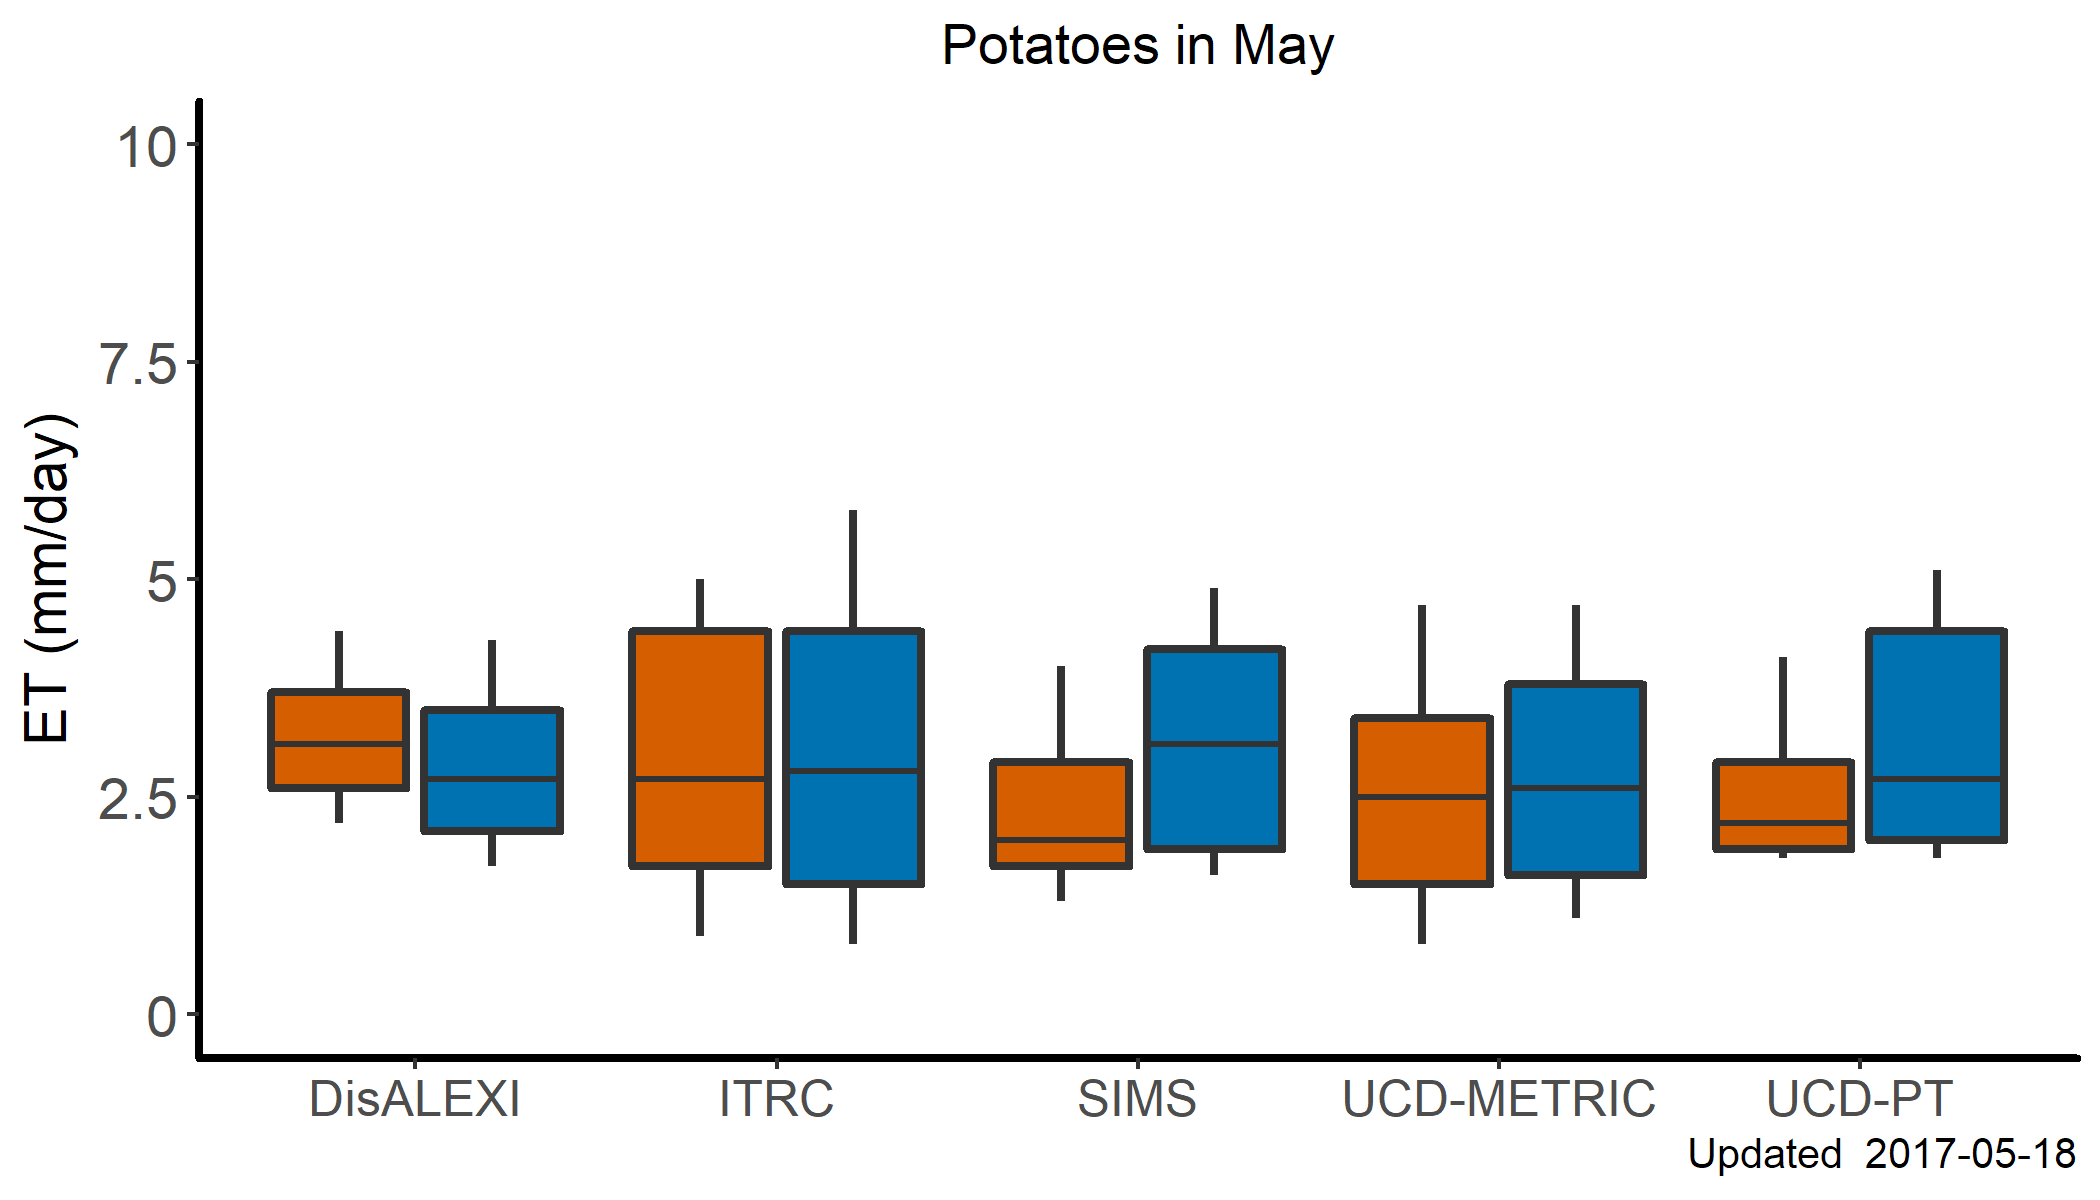 Potatoes in May
ET (mm/day)
10
7.5
5
2.5
0
DisALEXI ITRC SIMS UCD-METRIC UCD-PT
Updated 2017-05-18